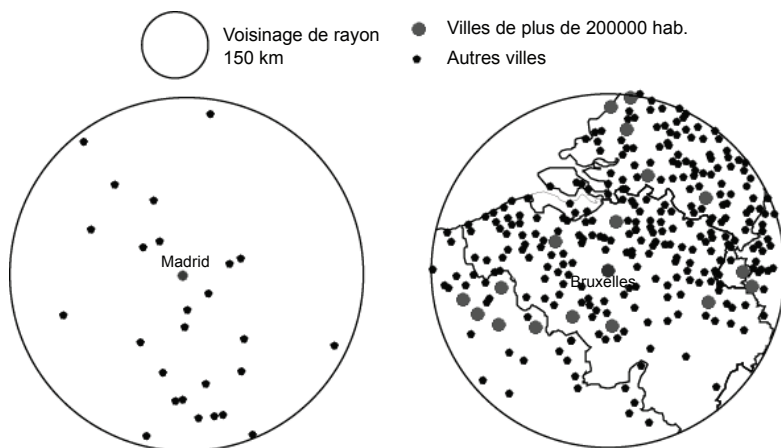 Voisinage de rayon
150 km
Villes de plus de 200000 hab.
Autres villes
Madrid
Bruxelles